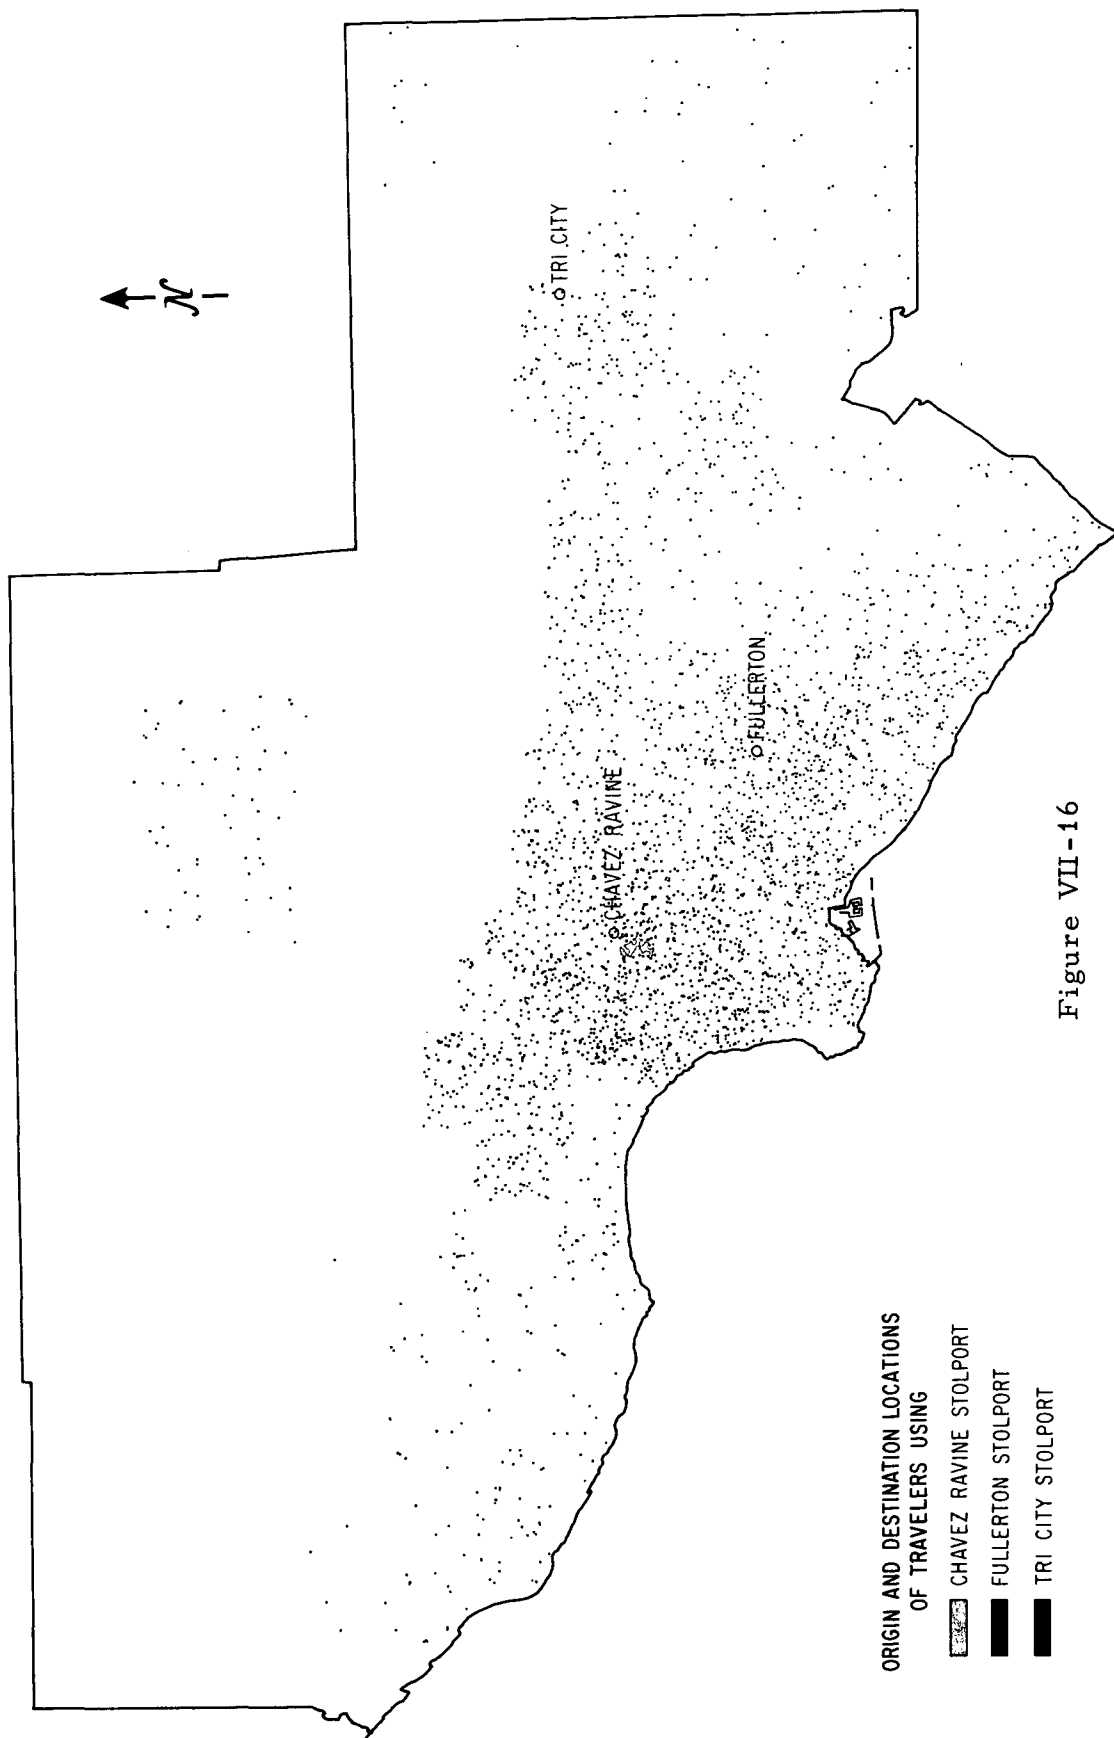 N
TRI CITY
CHAVEZ RAVINE
FULLERTON
ORIGIN AND DESTINATION LOCATIONS
OF TRAVELERS USING
CHAVEZ RAVINE STOLPORT
FULLERTON STOLPORT
TRI CITY STOLPORT
Figure VII-16